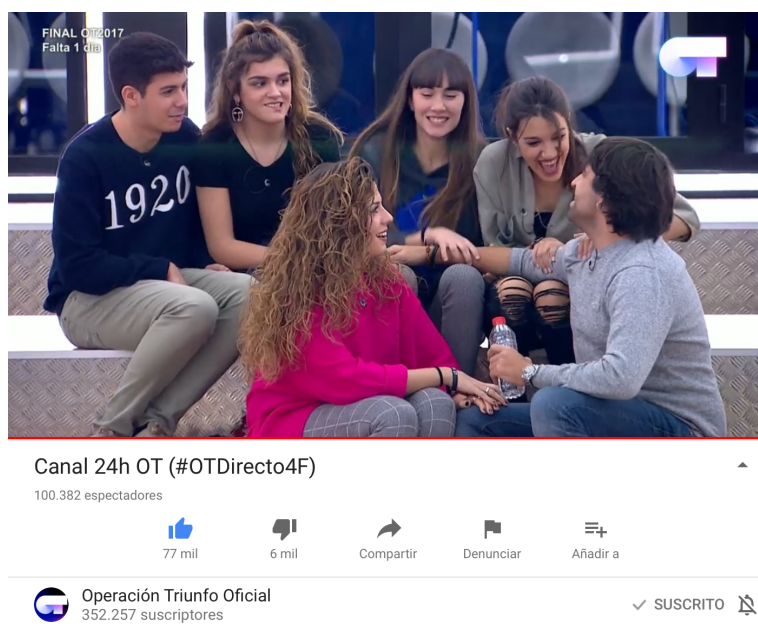 FINAL OT2017
Falta 1 día
1920
Canal 24h OT (#OTDirecto4F)
100.382 espectadores
77 mil
6 mil
Compartir
Denunciar
Añadir a
Operación Triunfo Oficial
352.257 suscriptores
SUSCRITO